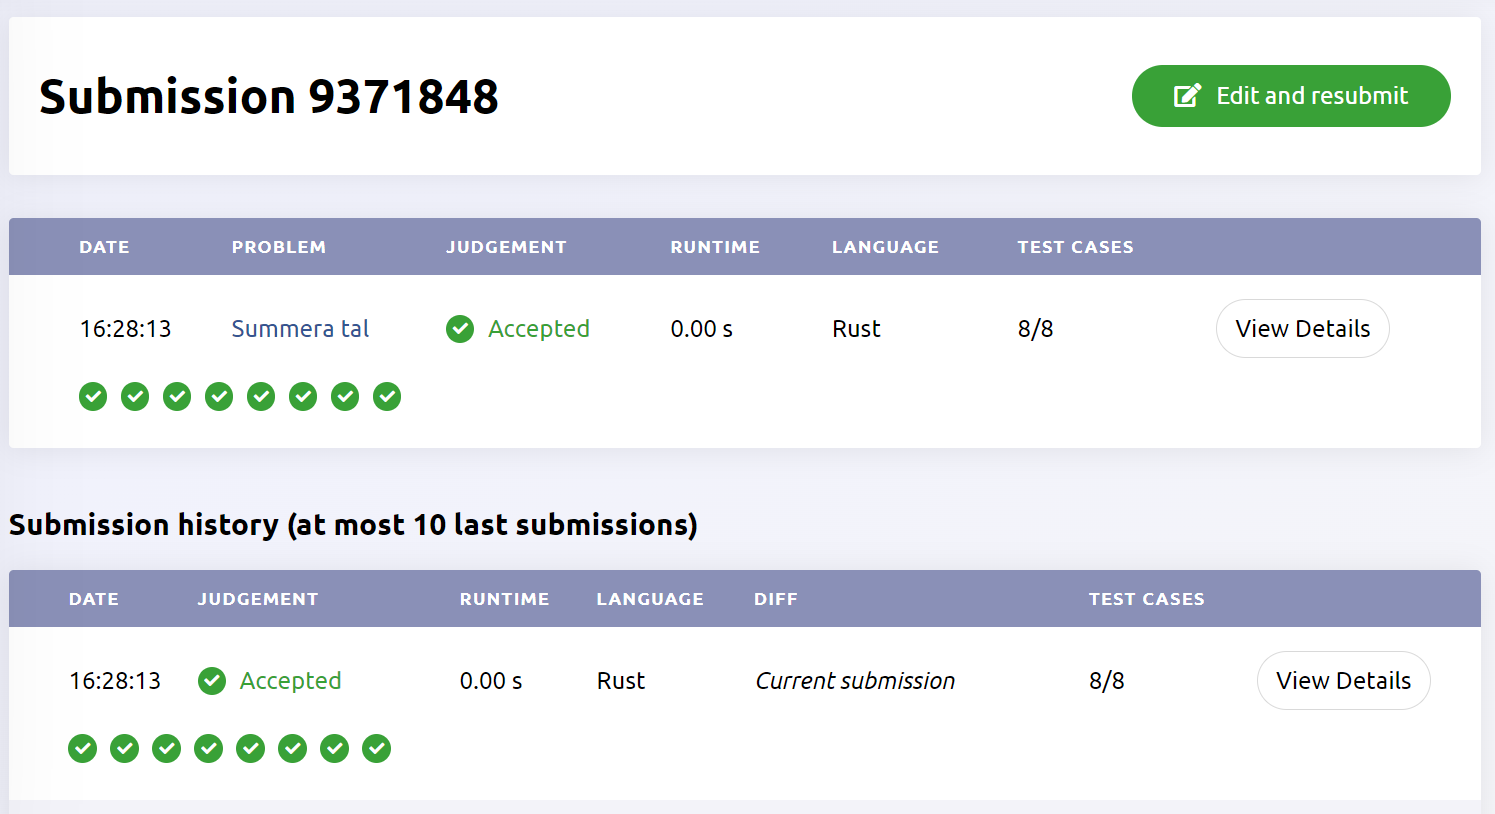 Submission 9371848
Edit and resubmit
DATE PROBLEM JUDGEMENT RUNTIME LANGUAGE TEST CASES
16:28:13 Summera tal Accepted 0.00 s Rust 8/8 View Details
Submission history (at most 10 last submissions)
DATE JUDGEMENT RUNTIME LANGUAGE DIFF TEST CASES
16:28:13 Accepted 0.00 s Rust Current submission 8/8 View Details